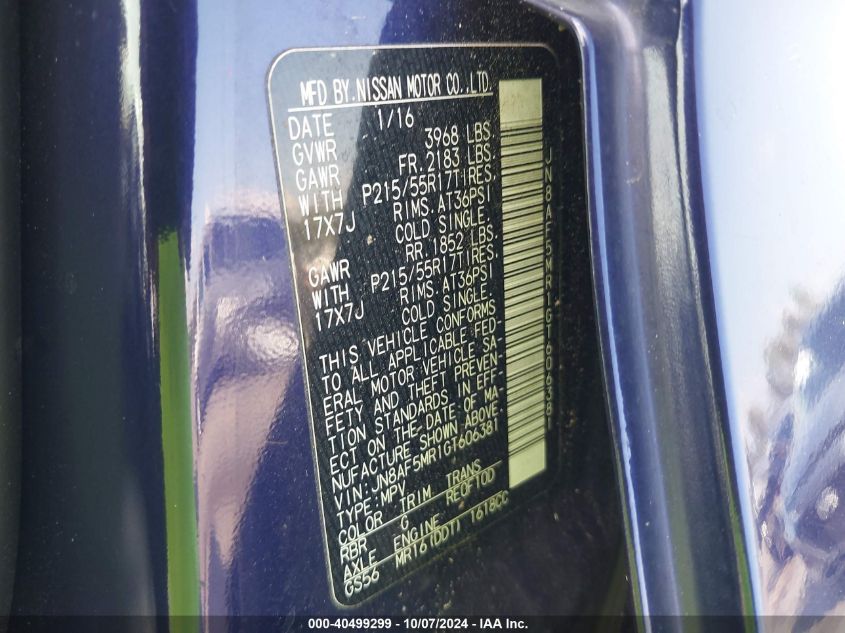 MFD BY.NISSAN MOTOR CO.,LTD.
DATE 1/16
GVWR 3968 LBS.
GAWR FR.2183 LBS.
WITH P215/55R17TIRES.
17X7J RIMS.AT36PSI
COLD SINGLE.
GAWR RR.1852 LBS.
WITH P215/55R17TIRES.
17X7J RIMS.AT36PSI
COLD SINGLE.
THIS VEHICLE CONFORMS
TO ALL APPLICABLE FED-
ERAL MOTOR VEHICLE SA-
FETY AND THEFT PREVEN-
TION STANDARDS IN EFF-
ECT ON THE DATE OF MA-
NUFACTURE SHOWN ABOVE.
VIN:JN8AF5MR1GT606381
TYPE:MPV
COLOR TRIM TRANS
RBR G RE0F10D
AXLE ENGINE
GS56 MR16(DDT) 1618CC
JN8AF5MR1GT606381
000-40499299 - 10/07/2024 - IAA Inc.